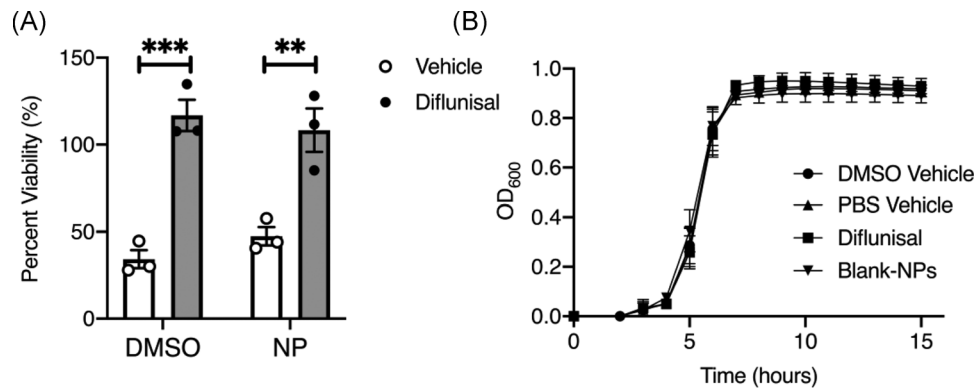 (A)
Percent Viability (%)
150
100
50
0
***
**
DMSO
NP
Vehicle
Diflunisal
(B)
OD600
1.0
0.8
0.6
0.4
0.2
0.0
0
5
10
15
Time (hours)
DMSO Vehicle
PBS Vehicle
Diflunisal
Blank-NPs